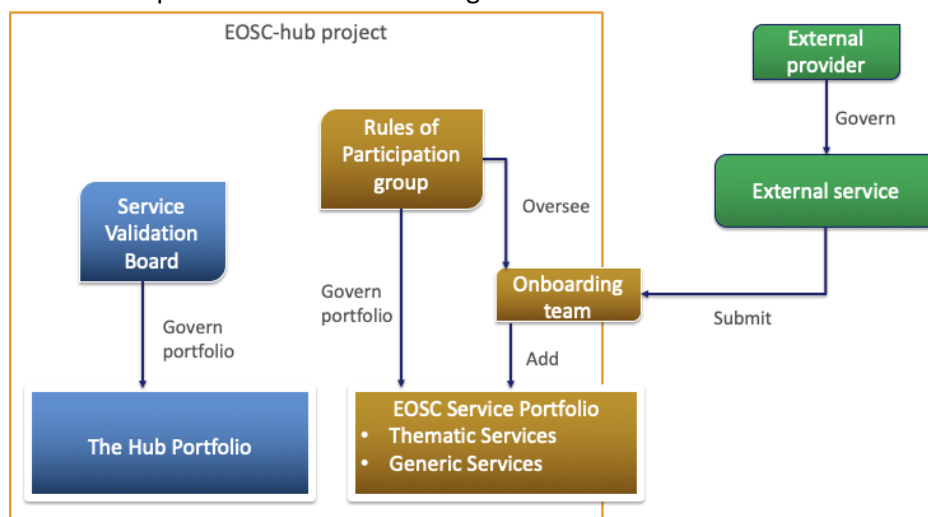 EOSC-hub project
External
provider
Govern
External service
Rules of
Participation
group
Oversee
Service
Validation
Board
Onboarding
team
Submit
Govern
portfolio
Govern
portfolio
Add
The Hub Portfolio
EOSC Service Portfolio
• Thematic Services
• Generic Services